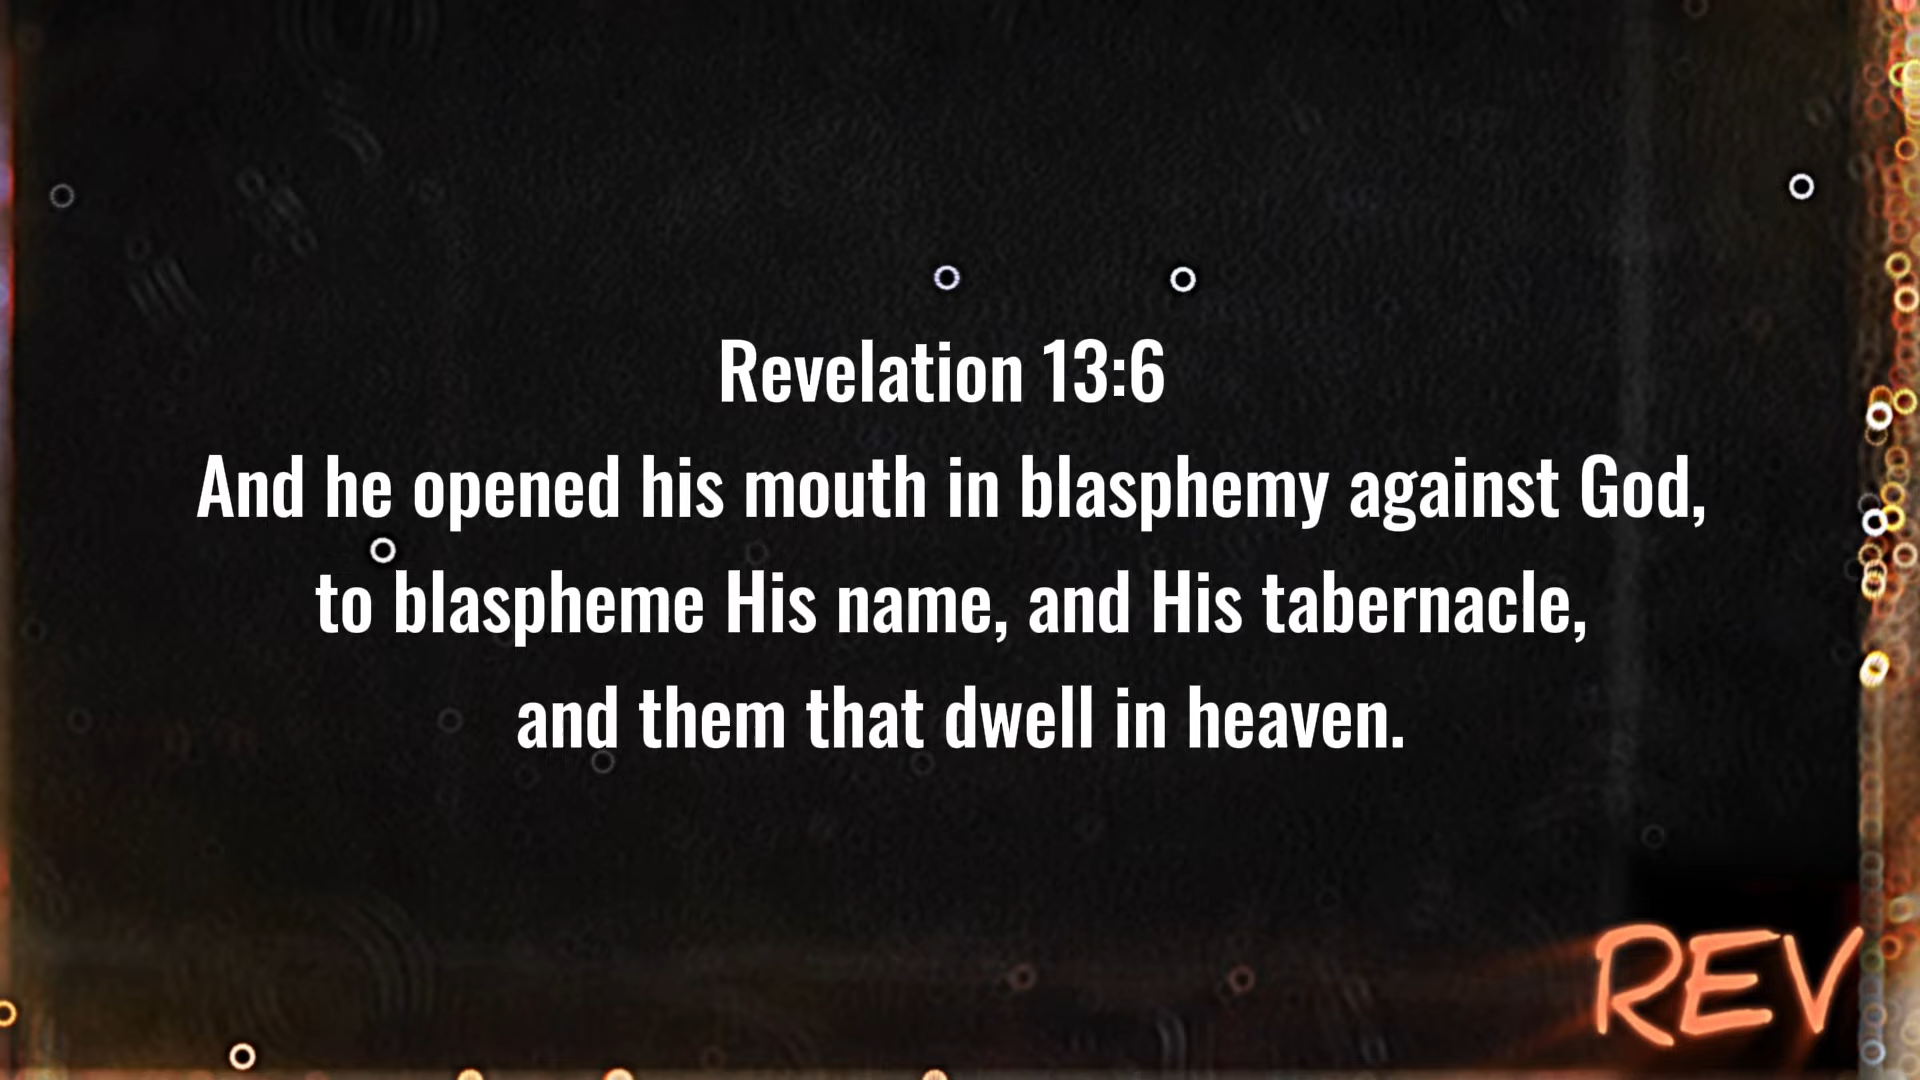 Revelation 13:6
And he opened his mouth in blasphemy against God,
to blaspheme His name, and His tabernacle,
and them that dwell in heaven.
REV